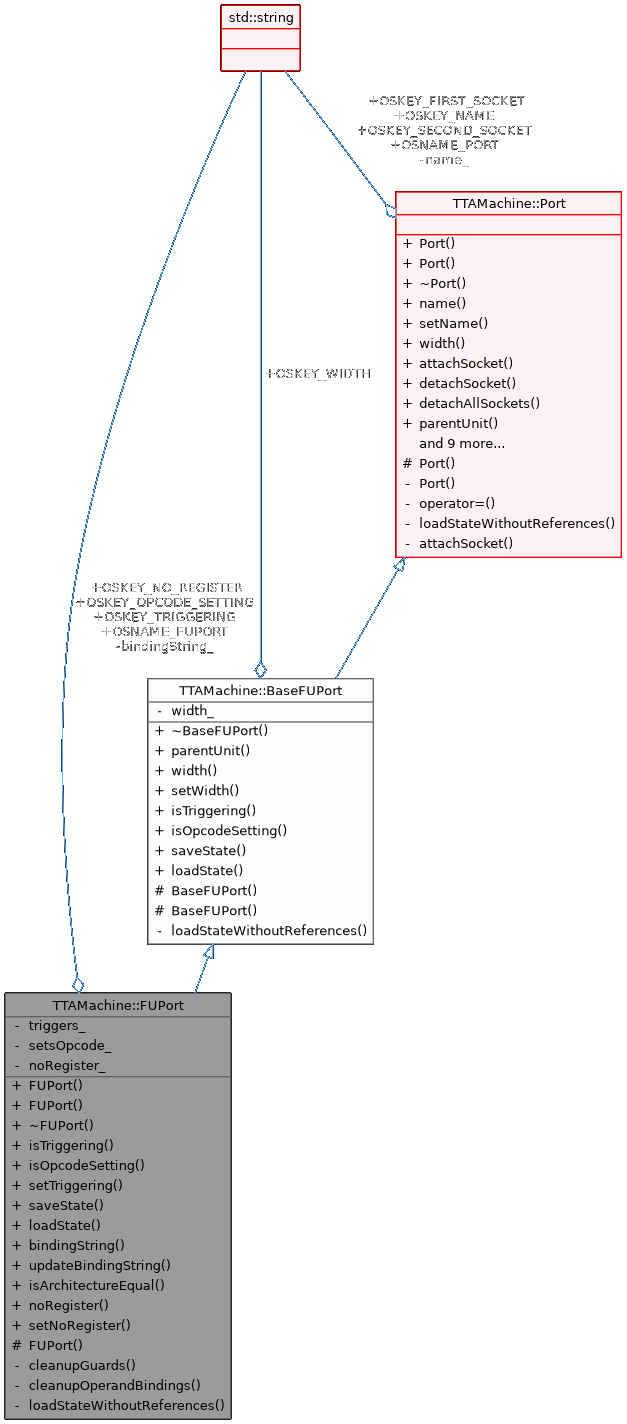 std::string
+OSKEY_FIRST_SOCKET
+OSKEY_NAME
+OSKEY_SECOND_SOCKET
+OSNAME_PORT
-name_
TTAMachine::Port
+ Port()
+ Port()
+ ~Port()
+ name()
+ setName()
+ width()
+ attachSocket()
+ detachSocket()
+ detachAllSockets()
+ parentUnit()
and 9 more...
# Port()
- Port()
- operator=()
- loadStateWithoutReferences()
- attachSocket()
+OSKEY_WIDTH
+OSKEY_NO_REGISTER
+OSKEY_OPCODE_SETTING
+OSKEY_TRIGGERING
+OSNAME_FUPORT
-bindingString_
TTAMachine::BaseFUPort
- width_
+ ~BaseFUPort()
+ parentUnit()
+ width()
+ setWidth()
+ isTriggering()
+ isOpcodeSetting()
+ saveState()
+ loadState()
# BaseFUPort()
# BaseFUPort()
- loadStateWithoutReferences()
TTAMachine::FUPort
- triggers_
- setsOpcode_
- noRegister_
+ FUPort()
+ FUPort()
+ ~FUPort()
+ isTriggering()
+ isOpcodeSetting()
+ setTriggering()
+ saveState()
+ loadState()
+ bindingString()
+ updateBindingString()
+ isArchitectureEqual()
+ noRegister()
+ setNoRegister()
# FUPort()
- cleanupGuards()
- cleanupOperandBindings()
- loadStateWithoutReferences()